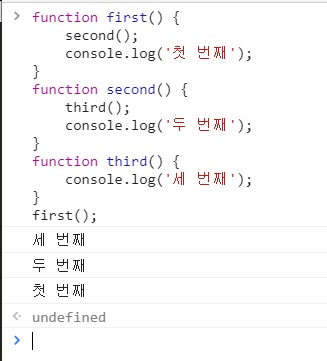 function first() {
    second();
    console.log('첫 번째');
}
function second() {
    third();
    console.log('두 번째');
}
function third() {
    console.log('세 번째');
}
first();
세 번째
두 번째
첫 번째
undefined